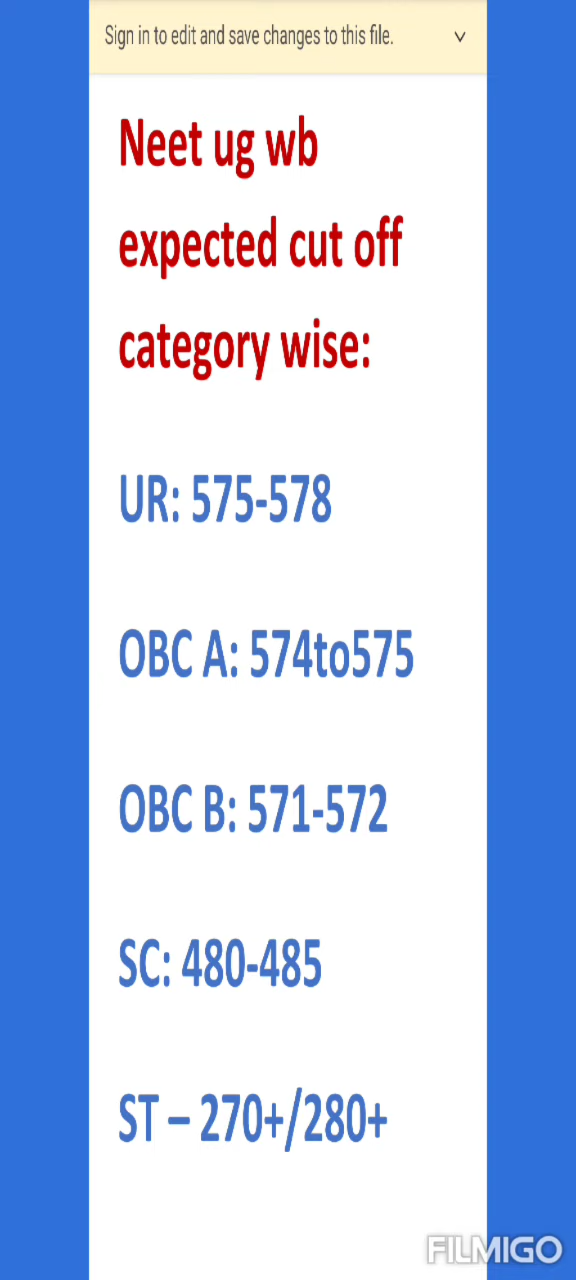 Sign in to edit and save changes to this file.
Neet ug wb
expected cut off
category wise:
UR: 575-578
OBC A: 574to575
OBC B: 571-572
SC: 480-485
ST – 270+/280+
FILMIGO